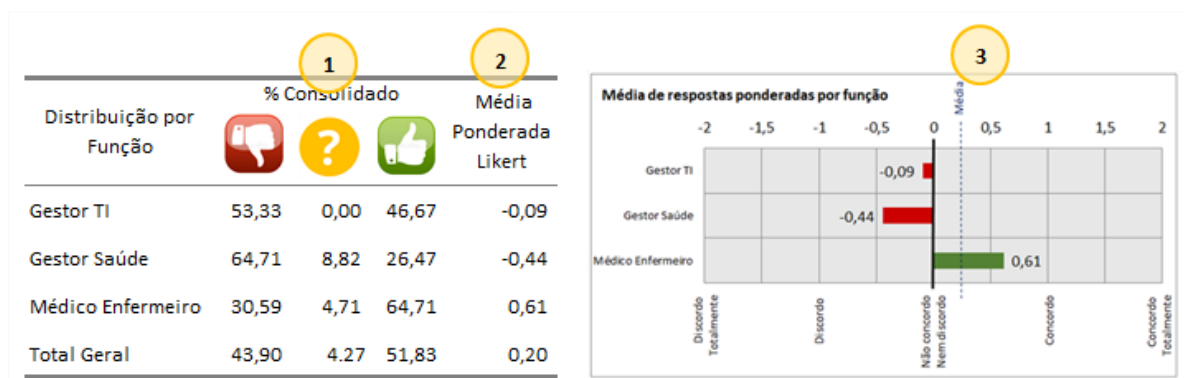 1
2
3
Distribuição por
Função
% Consolidado
?
Média
Ponderada
Likert
Gestor TI 53,33 0,00 46,67 -0,09
Gestor Saúde 64,71 8,82 26,47 -0,44
Médico Enfermeiro 30,59 4,71 64,71 0,61
Total Geral 43,90 4.27 51,83 0,20
Média de respostas ponderadas por função
Média
-2 -1,5 -1 -0,5 0 0,5 1 1,5 2
Gestor TI -0,09
Gestor Saúde -0,44
Médico Enfermeiro 0,61
Discordo
Totalmente
Discordo
Não concordo
Nem discordo
Concordo
Concordo
Totalmente